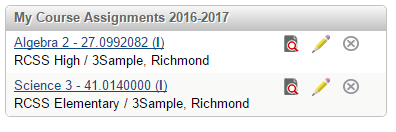 My Course Assignments 2016-2017
Algebra 2 - 27.0992082 (I)
RCSS High / 3Sample, Richmond
Science 3 - 41.0140000 (I)
RCSS Elementary / 3Sample, Richmond